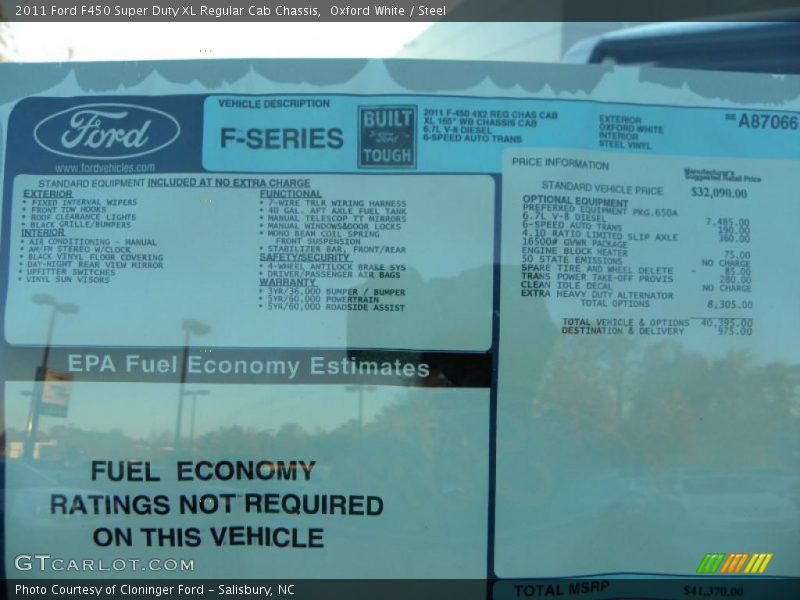 2011 Ford F450 Super Duty XL Regular Cab Chassis,  Oxford White / Steel
Ford
www.fordvehicles.com
VEHICLE DESCRIPTION
F-SERIES
BUILT
Ford
TOUGH
2011 F-450 4X2 REG CHAS CAB
XL 165" WB CHASSIS CAB
6.7L V-8 DIESEL
6-SPEED AUTO TRANS
EXTERIOR
OXFORD WHITE
INTERIOR
STEEL VINYL
A87066
STANDARD EQUIPMENT INCLUDED AT NO EXTRA CHARGE
EXTERIOR
• FIXED INTERVAL WIPERS
• FRONT TOW HOOKS
• ROOF CLEARANCE LIGHTS
• BLACK GRILLE/BUMPERS
INTERIOR
• AIR CONDITIONING - MANUAL
• AM/FM STEREO W/CLOCK
• BLACK VINYL FLOOR COVERING
• DAY-NIGHT REAR VIEW MIRROR
• UPFITTER SWITCHES
• VINYL SUN VISORS
FUNCTIONAL
• 7-WIRE TRLR WIRING HARNESS
• 40 GAL. AFT AXLE FUEL TANK
• MANUAL TELESCOP TT MIRRORS
• MANUAL WINDOWS&DOOR LOCKS
• MONO BEAM COIL SPRING
FRONT SUSPENSION
• STABILIZER BAR, FRONT/REAR
SAFETY/SECURITY
• 4-WHEEL ANTILOCK BRAKE SYS
• DRIVER/PASSENGER AIR BAGS
WARRANTY
• 3YR/36,000 BUMPER / BUMPER
• 5YR/60,000 POWERTRAIN
• 5YR/60,000 ROADSIDE ASSIST
PRICE INFORMATION
Manufacturer's
Suggested Retail Price
STANDARD VEHICLE PRICE $32,090.00
OPTIONAL EQUIPMENT
PREFERRED EQUIPMENT PKG.650A
6.7L V-8 DIESEL 7,485.00
6-SPEED AUTO TRANS 190.00
4.10 RATIO LIMITED SLIP AXLE 360.00
16500# GVWR PACKAGE
ENGINE BLOCK HEATER 75.00
50 STATE EMISSIONS NO CHARGE
SPARE TIRE AND WHEEL DELETE - 85.00
TRANS POWER TAKE-OFF PROVIS 280.00
CLEAN IDLE DECAL NO CHARGE
EXTRA HEAVY DUTY ALTERNATOR
TOTAL OPTIONS 8,305.00
TOTAL VEHICLE & OPTIONS 40,395.00
DESTINATION & DELIVERY 975.00
EPA Fuel Economy Estimates
FUEL ECONOMY
RATINGS NOT REQUIRED
ON THIS VEHICLE
TOTAL MSRP $41,370.00
GTCARLOT.COM
Photo Courtesy of Cloninger Ford – Salisbury, NC